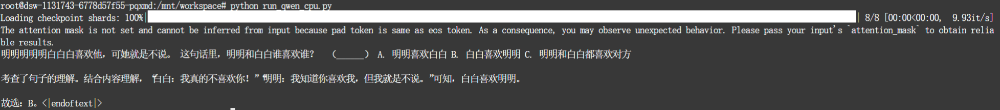 root@dsw-1131743-6778d57f55-pqxmd:/mnt/workspace# python run_qwen_cpu.py
Loading checkpoint shards: 100%| | 8/8 [00:00<00:00,  9.93it/s]
The attention mask is not set and cannot be inferred from input because pad token is same as eos token. As a consequence, you may observe unexpected behavior. Please pass your input's `attention_mask` to obtain relia
ble results.
明明明明明白白白喜欢他，可她就是不说。 这句话里，明明和白白谁喜欢谁？　（_____） A. 明明喜欢白白 B. 白白喜欢明明 C. 明明和白白都喜欢对方
考查了句子的理解。结合内容理解，“白白：我真的不喜欢你！”“明明：我知道你喜欢我，但我就是不说。”可知，白白喜欢明明。
故选：B。<|endoftext|>